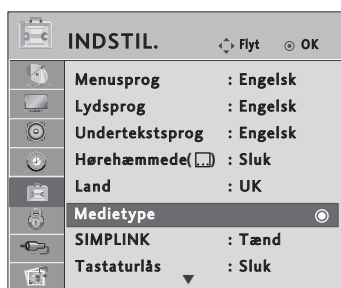 INDSTIL. Flyt OK
Menusprog : Engelsk
Lydsprog : Engelsk
Undertekstsprog : Engelsk
Hørehæmmede( ) : Sluk
Land : UK
Medietype
SIMPLINK : Tænd
Tastaturlås : Sluk